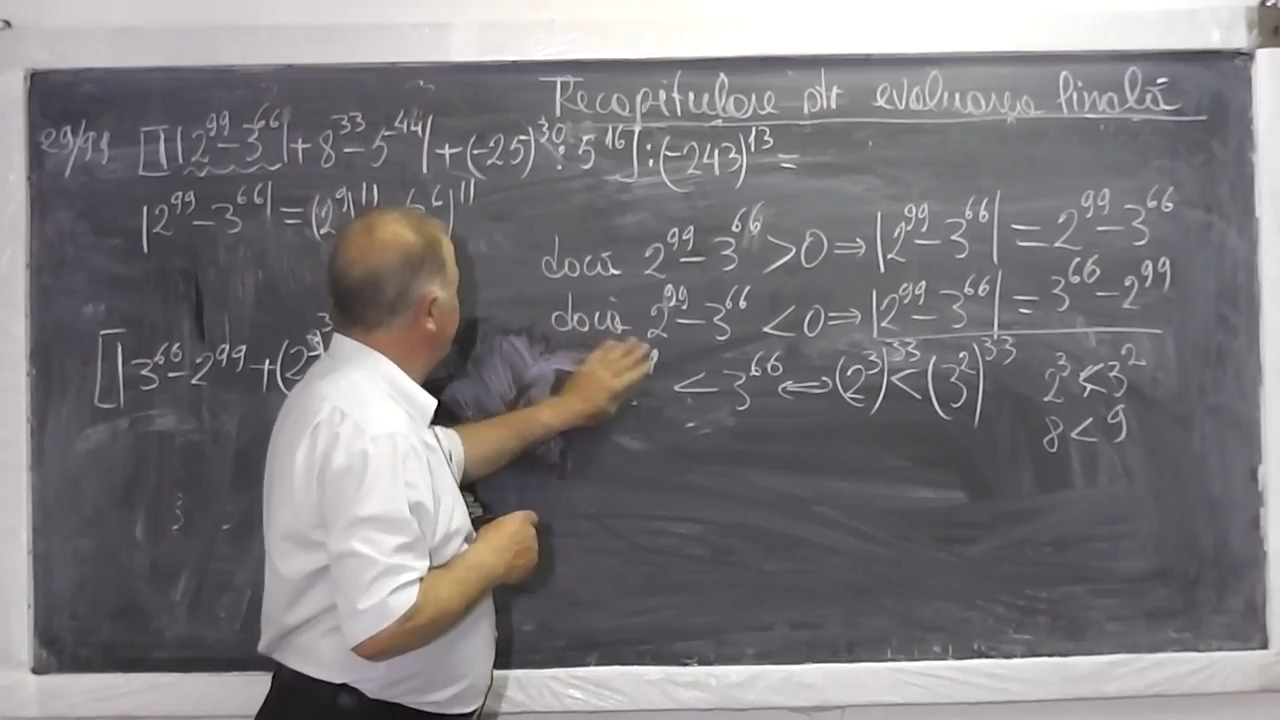 Recapitulare ptr evaluarea finală
29/91 [||2^99-3^66|+8^33-5^44|+(-25)^30:5^16]:(-243)^13=
|2^99-3^66|=(2^9)^11 6^6)^11
dacă 2^99-3^66>0⇒|2^99-3^66|=2^99-3^66
dacă 2^99-3^66<0⇒|2^99-3^66|=3^66-2^99
[|3^66-2^99+(2^3
<3^66⟺(2^3)^33<(3^2)^33 2^3<3^2
8<9